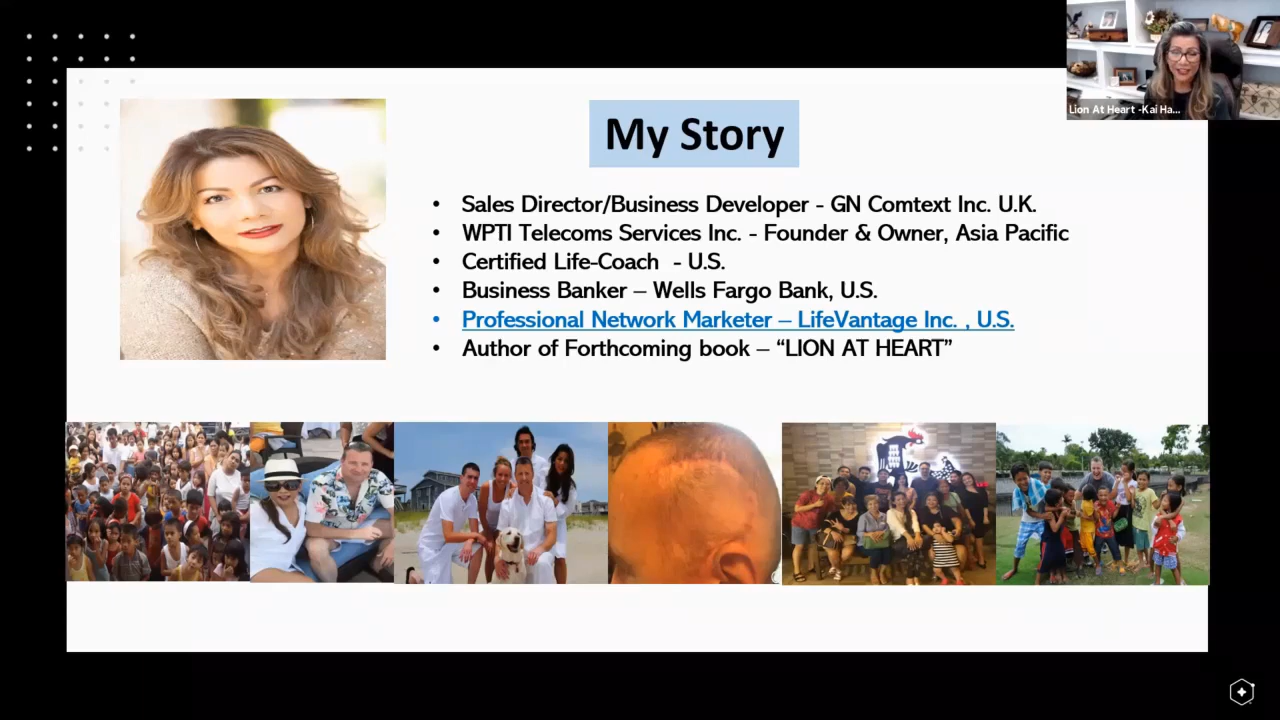 Lion At Heart -Kai Ha...
My Story
• Sales Director/Business Developer - GN Comtext Inc. U.K.
• WPTI Telecoms Services Inc. - Founder & Owner, Asia Pacific
• Certified Life-Coach  - U.S.
• Business Banker – Wells Fargo Bank, U.S.
• Professional Network Marketer – LifeVantage Inc. , U.S.
• Author of Forthcoming book – “LION AT HEART”